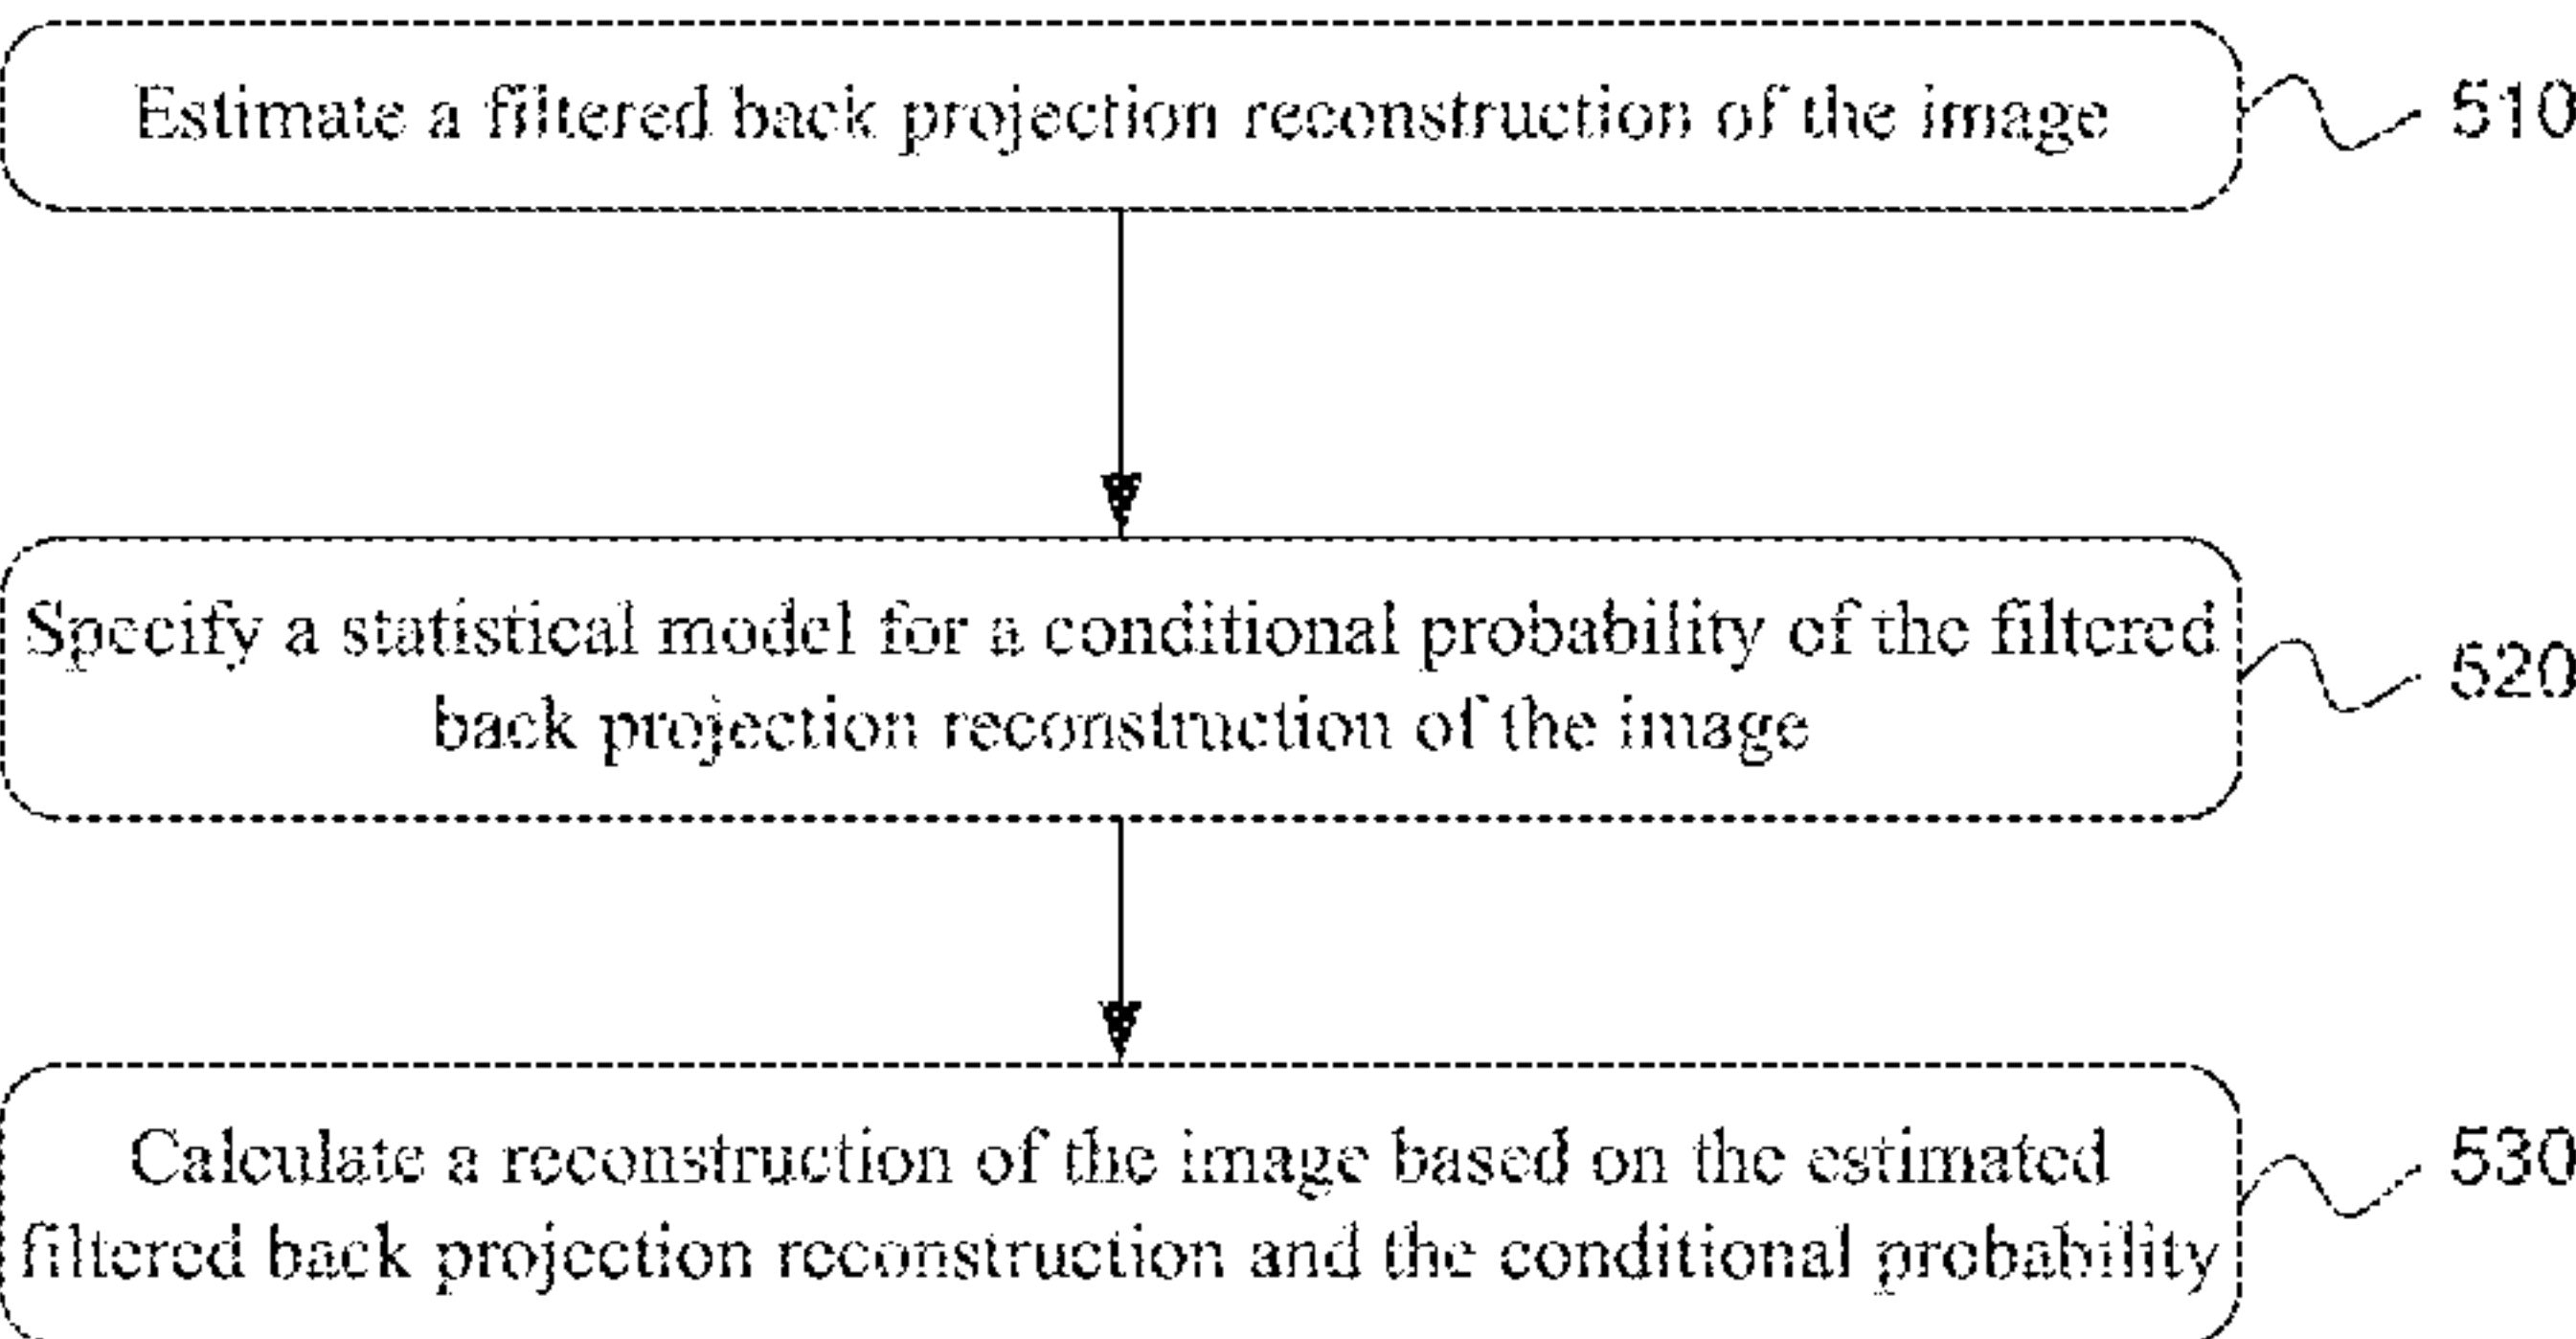 Estimate a filtered back projection reconstruction of the image
510
Specify a statistical model for a conditional probability of the filtered
back projection reconstruction of the image
520
Calculate a reconstruction of the image based on the estimated
filtered back projection reconstruction and the conditional probability
530